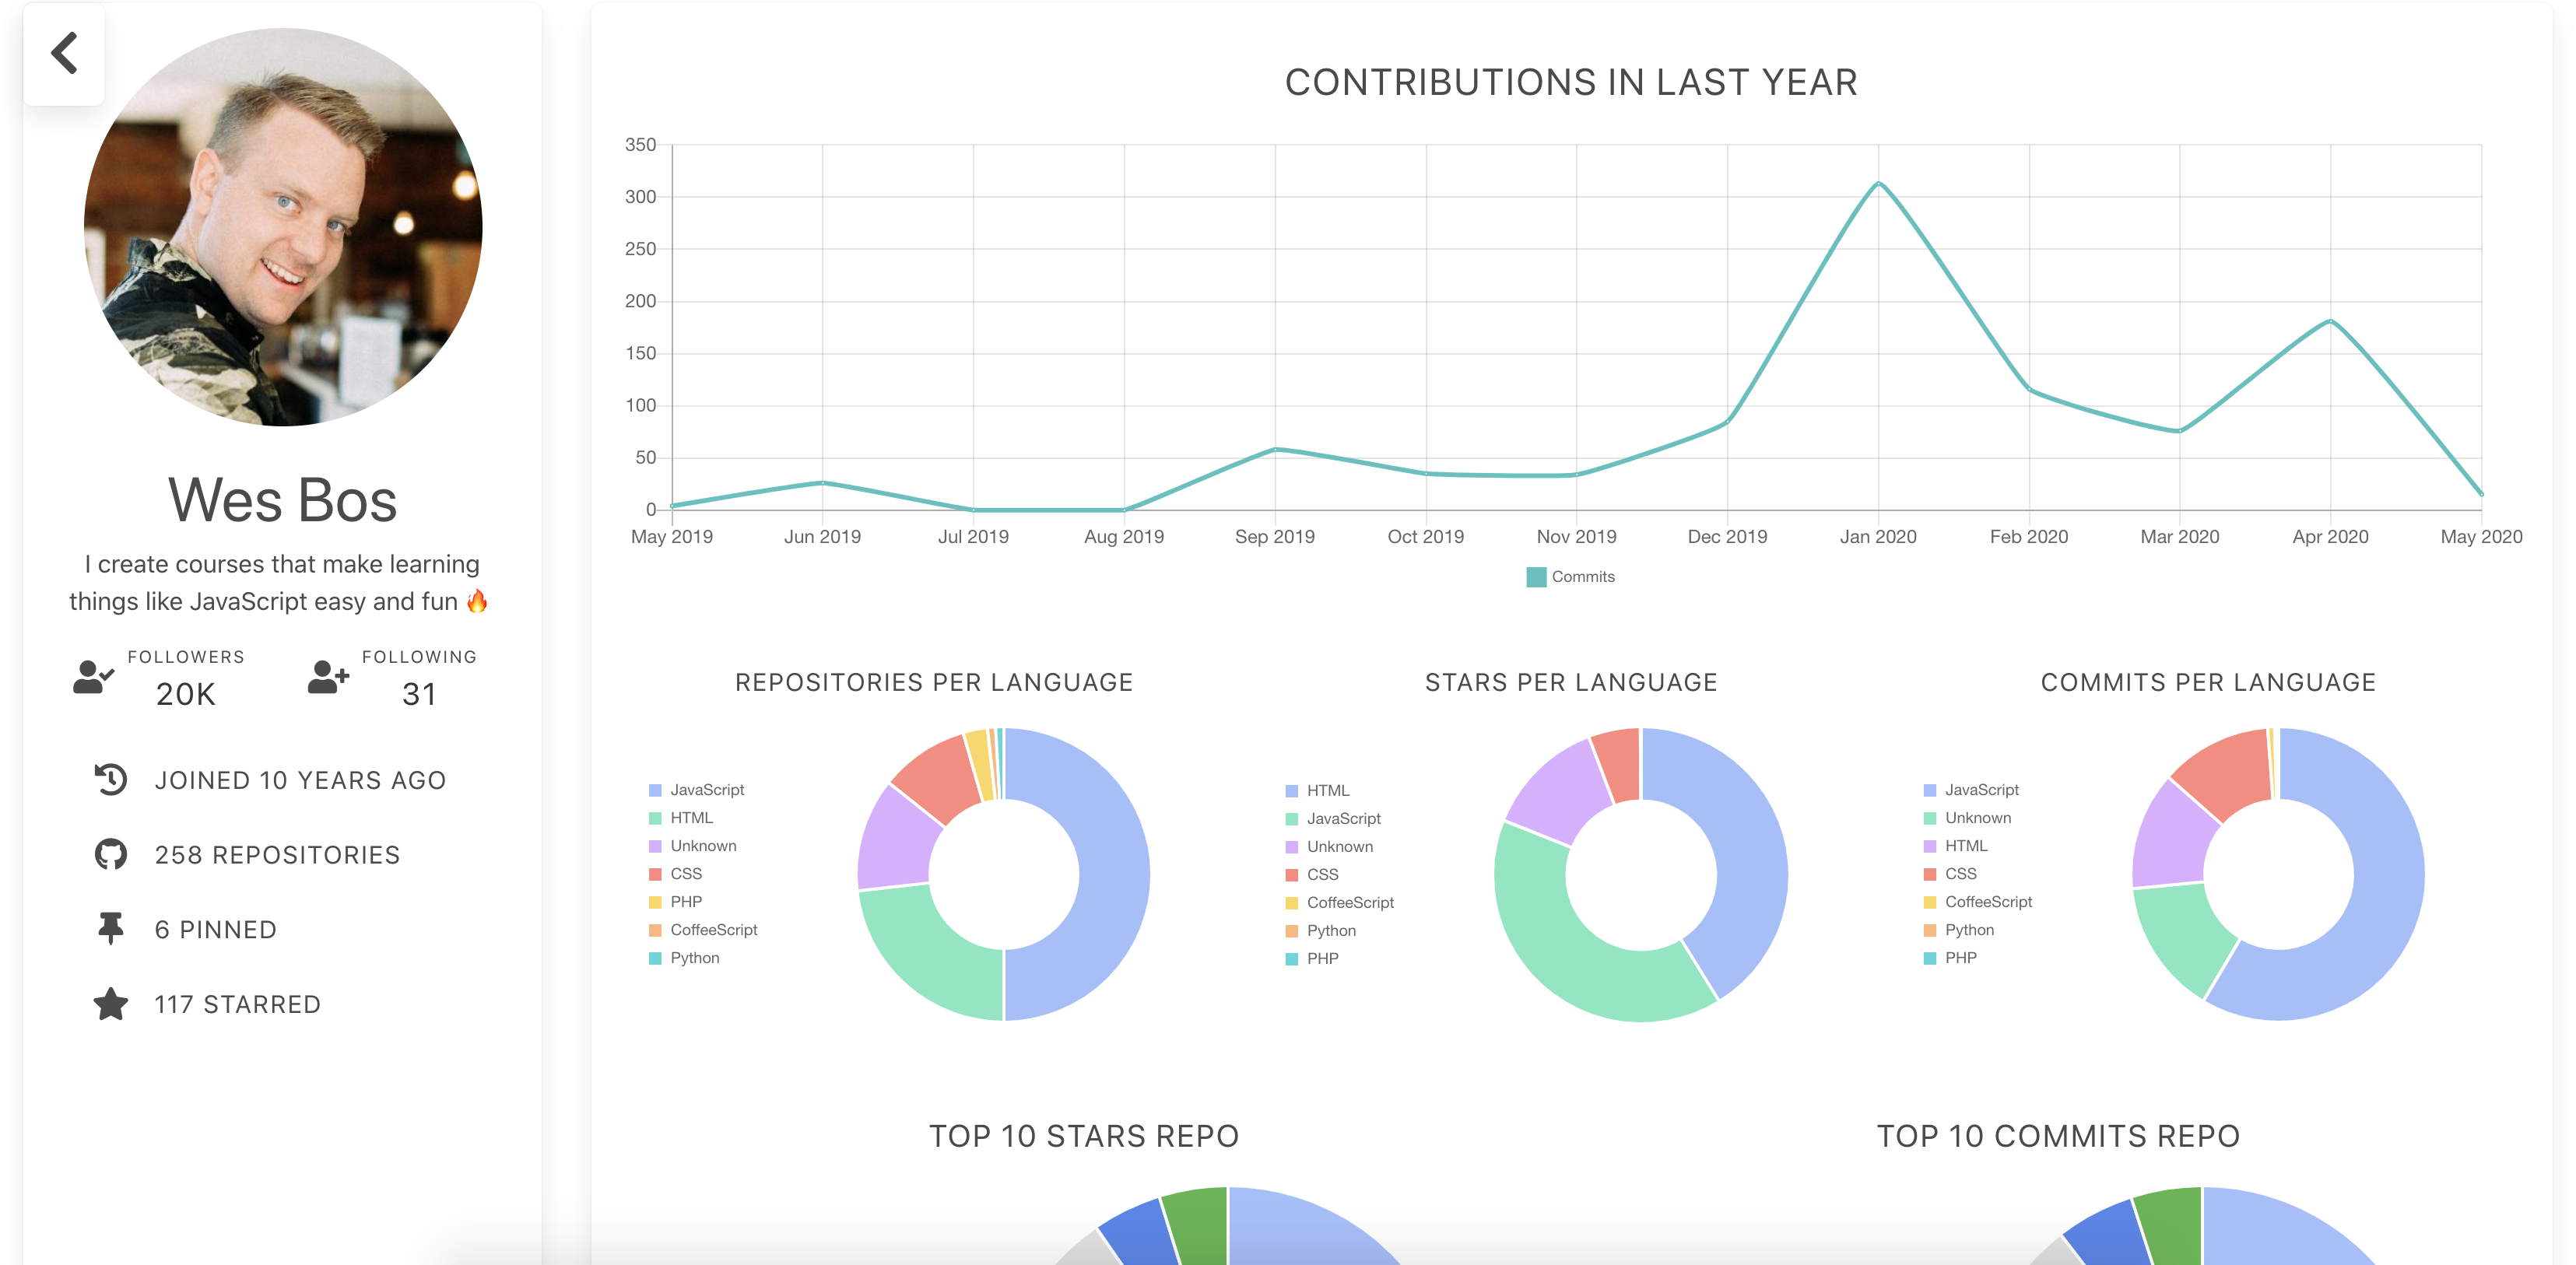 Wes Bos
I create courses that make learning
things like JavaScript easy and fun 🔥
FOLLOWERS
20K
FOLLOWING
31
JOINED 10 YEARS AGO
258 REPOSITORIES
6 PINNED
117 STARRED
CONTRIBUTIONS IN LAST YEAR
350
300
250
200
150
100
50
0
May 2019 Jun 2019 Jul 2019 Aug 2019 Sep 2019 Oct 2019 Nov 2019 Dec 2019 Jan 2020 Feb 2020 Mar 2020 Apr 2020 May 2020
Commits
REPOSITORIES PER LANGUAGE
JavaScript
HTML
Unknown
CSS
PHP
CoffeeScript
Python
STARS PER LANGUAGE
HTML
JavaScript
Unknown
CSS
CoffeeScript
Python
PHP
COMMITS PER LANGUAGE
JavaScript
Unknown
HTML
CSS
CoffeeScript
Python
PHP
TOP 10 STARS REPO
TOP 10 COMMITS REPO